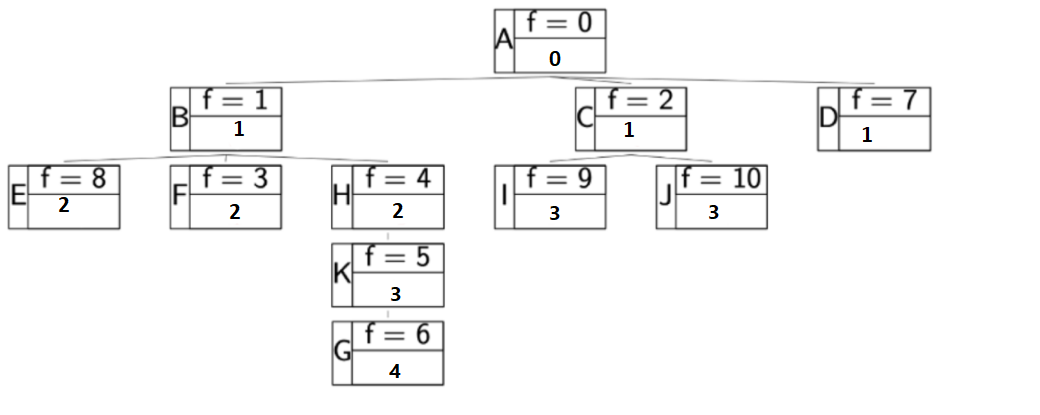 A f = 0
0
B f = 1
1
C f = 2
1
D f = 7
1
E f = 8
2
F f = 3
2
H f = 4
2
I f = 9
3
J f = 10
3
K f = 5
3
G f = 6
4